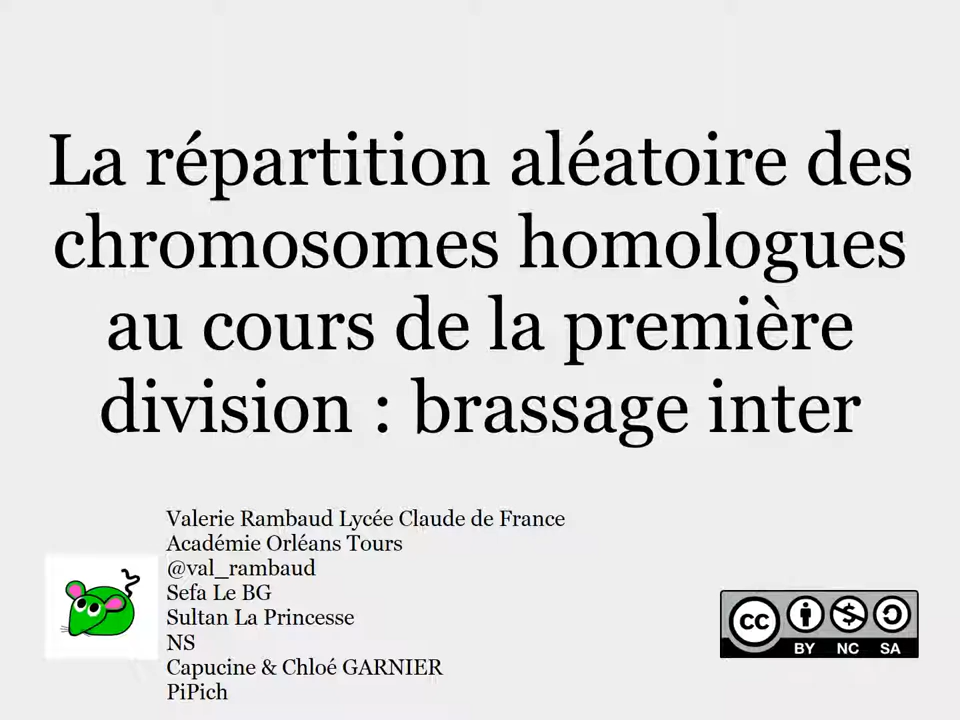 La répartition aléatoire des
chromosomes homologues
au cours de la première
division : brassage inter
Valerie Rambaud Lycée Claude de France
Académie Orléans Tours
@val_rambaud
Sefa Le BG
Sultan La Princesse
NS
Capucine & Chloé GARNIER
PiPich
cc
BY NC SA